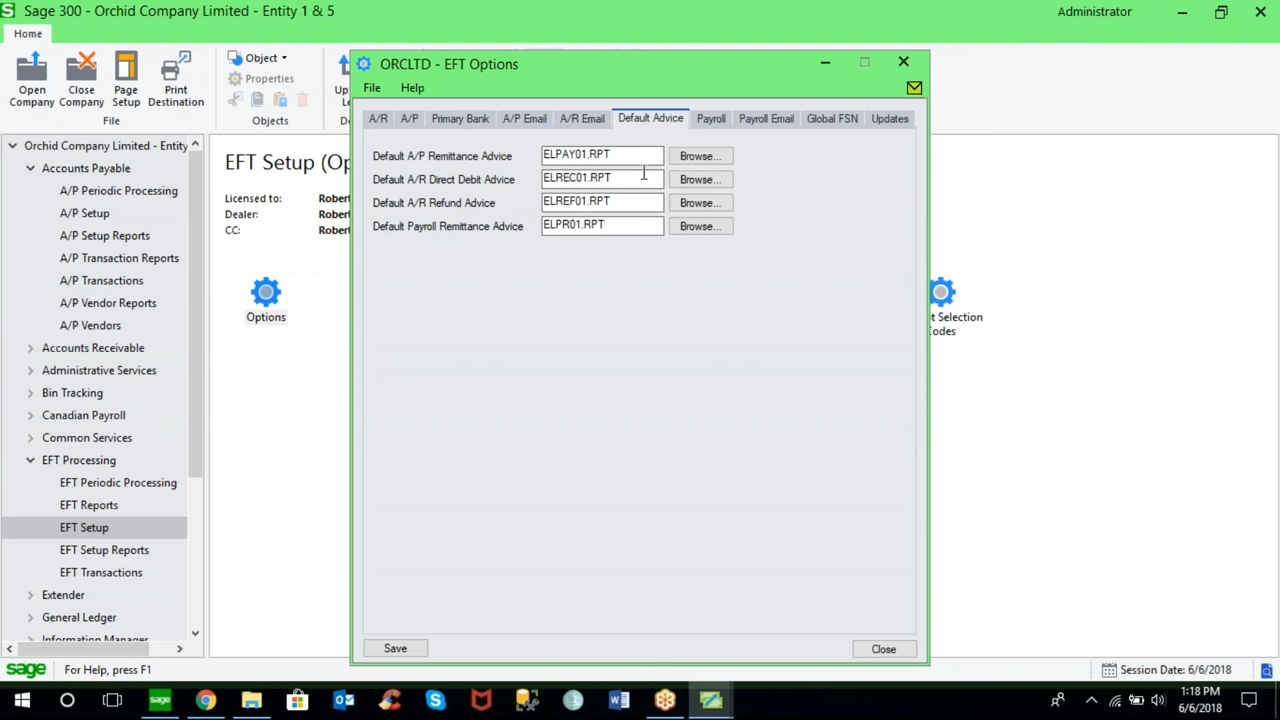 Sage 300 - Orchid Company Limited - Entity 1 & 5
Administrator
Home
Open Company
Close Company
Page Setup
Print Destination
File
Object
Properties
Objects
ORCLTD - EFT Options
File
Help
A/R
A/P
Primary Bank
A/P Email
A/R Email
Default Advice
Payroll
Payroll Email
Global FSN
Updates
Default A/P Remittance Advice
ELPAY01.RPT
Browse...
Default A/R Direct Debit Advice
ELREC01.RPT
Browse...
Default A/R Refund Advice
ELREF01.RPT
Browse...
Default Payroll Remittance Advice
ELPR01.RPT
Browse...
Save
Close
Orchid Company Limited - Entity
Accounts Payable
A/P Periodic Processing
A/P Setup
A/P Setup Reports
A/P Transaction Reports
A/P Transactions
A/P Vendor Reports
A/P Vendors
Accounts Receivable
Administrative Services
Bin Tracking
Canadian Payroll
Common Services
EFT Processing
EFT Periodic Processing
EFT Reports
EFT Setup
EFT Setup Reports
EFT Transactions
Extender
General Ledger
Information Manager
EFT Setup (Op
Licensed to: Robert
Dealer: Robert
CC: Robert
Options
t Selection
Codes
sage
For Help, press F1
Session Date: 6/6/2018
sage
1:18 PM
6/6/2018